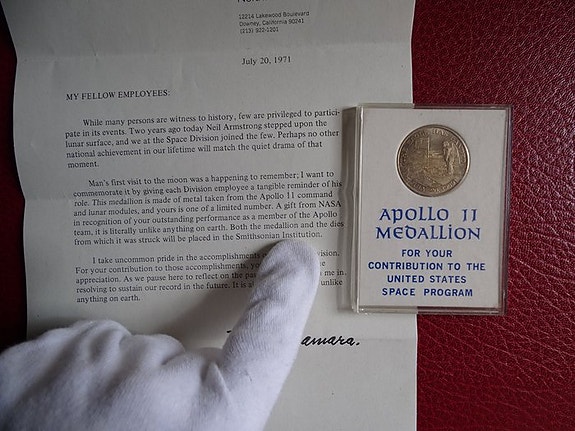 12214 Lakewood Boulevard
Downey, California 90241
(213) 922-1201
July 20, 1971
MY FELLOW EMPLOYEES:
While many persons are witness to history, few are privileged to partici-
pate in its events. Two years ago today Neil Armstrong stepped upon the
lunar surface, and we at the Space Division joined the few. Perhaps no other
national achievement in our lifetime will match the quiet drama of that
moment.
Man's first visit to the moon was a happening to remember; I want to
commemorate it by giving each Division employee a tangible reminder of his
role. This medallion is made of metal taken from the Apollo 11 command
and lunar modules, and yours is one of a limited number. A gift from NASA
in recognition of your outstanding performance as a member of the Apollo
team, it is literally unlike anything on earth. Both the medallion and the dies
from which it was struck will be placed in the Smithsonian Institution.
I take uncommon pride in the accomplishments
For your contribution to those accomplishments,
appreciation. As we pause here to reflect on the me in
resolving to sustain our record in the future. It is unlike
anything on earth.
APOLLO 11
MEDALLION
FOR YOUR
CONTRIBUTION TO THE
UNITED STATES
SPACE PROGRAM